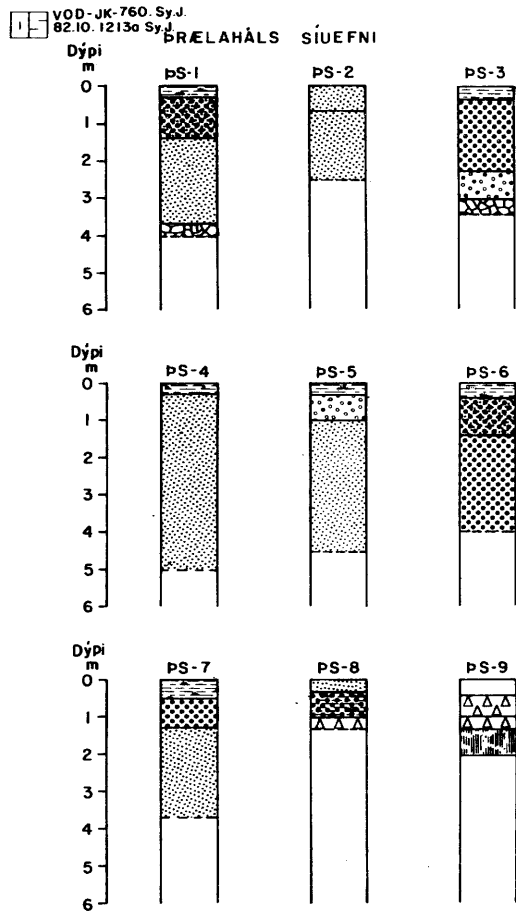 VOD-JK-760. Sy.J.
82.10.1213a Sy.J.
ÞRÆLAHÁLS SÍUEFNI
Dýpi
m
ÞS-1 ÞS-2 ÞS-3
0
1
2
3
4
5
6
Dýpi
m
ÞS-4 ÞS-5 ÞS-6
0
1
2
3
4
5
6
Dýpi
m
ÞS-7 ÞS-8 ÞS-9
0
1
2
3
4
5
6